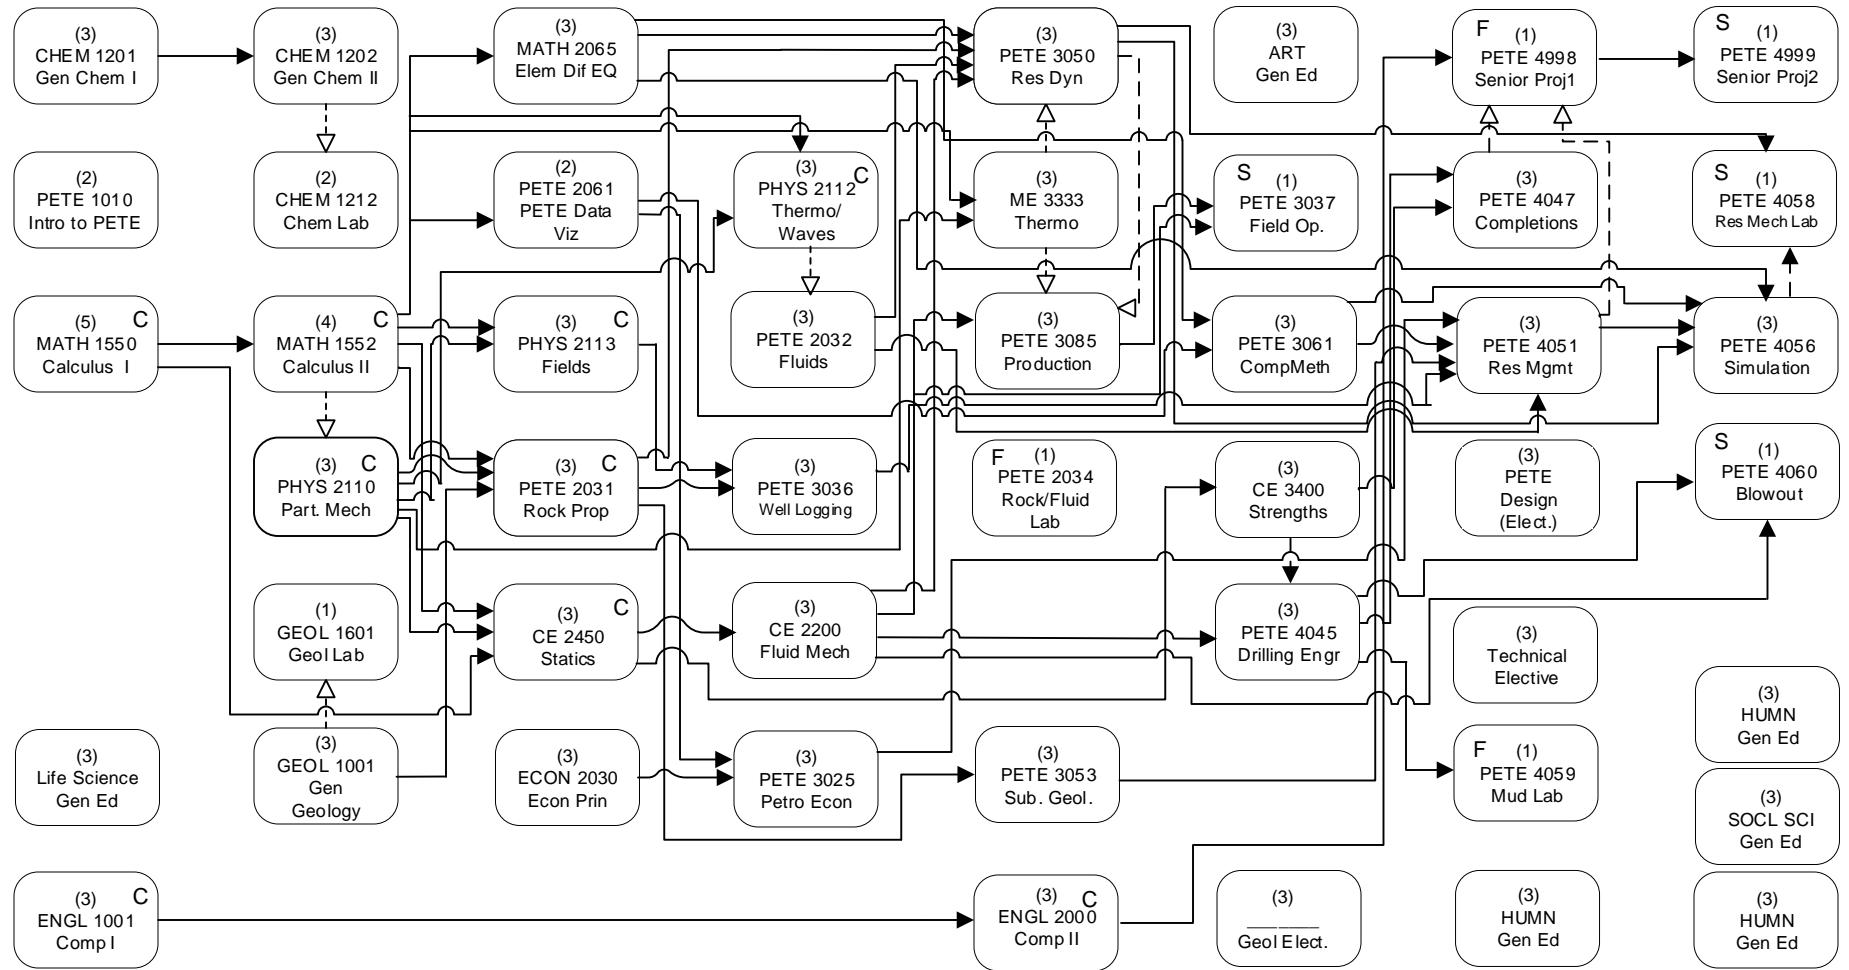 (3)
CHEM 1201
Gen Chem I
(3)
CHEM 1202
Gen Chem II
(3)
MATH 2065
Elem Dif EQ
(3)
PETE 3050
Res Dyn
(3)
ART
Gen Ed
F
(1)
PETE 4998
Senior Proj1
S
(1)
PETE 4999
Senior Proj2
(2)
PETE 1010
Intro to PETE
(2)
CHEM 1212
Chem Lab
(2)
PETE 2061
PETE Data
Viz
(3)
C
PHYS 2112
Thermo/
Waves
(3)
ME 3333
Thermo
S
(1)
PETE 3037
Field Op.
(3)
PETE 4047
Completions
S
(1)
PETE 4058
Res Mech Lab
(5)
C
MATH 1550
Calculus I
(4)
C
MATH 1552
Calculus II
(3)
C
PHYS 2113
Fields
(3)
PETE 2032
Fluids
(3)
PETE 3085
Production
(3)
PETE 3061
CompMeth
(3)
PETE 4051
Res Mgmt
(3)
PETE 4056
Simulation
(3)
C
PHYS 2110
Part. Mech
(3)
C
PETE 2031
Rock Prop
(3)
PETE 3036
Well Logging
F
(1)
PETE 2034
Rock/Fluid
Lab
(3)
CE 3400
Strengths
(3)
PETE
Design
(Elect.)
S
(1)
PETE 4060
Blowout
(1)
GEOL 1601
Geol Lab
(3)
C
CE 2450
Statics
(3)
CE 2200
Fluid Mech
(3)
PETE 4045
Drilling Engr
(3)
Technical
Elective
(3)
HUMN
Gen Ed
(3)
Life Science
Gen Ed
(3)
GEOL 1001
Gen
Geology
(3)
ECON 2030
Econ Prin
(3)
PETE 3025
Petro Econ
(3)
PETE 3053
Sub. Geol.
F
(1)
PETE 4059
Mud Lab
(3)
SOCL SCI
Gen Ed
(3)
C
ENGL 1001
Comp I
(3)
C
ENGL 2000
Comp II
(3)
_______
Geol Elect.
(3)
HUMN
Gen Ed
(3)
HUMN
Gen Ed